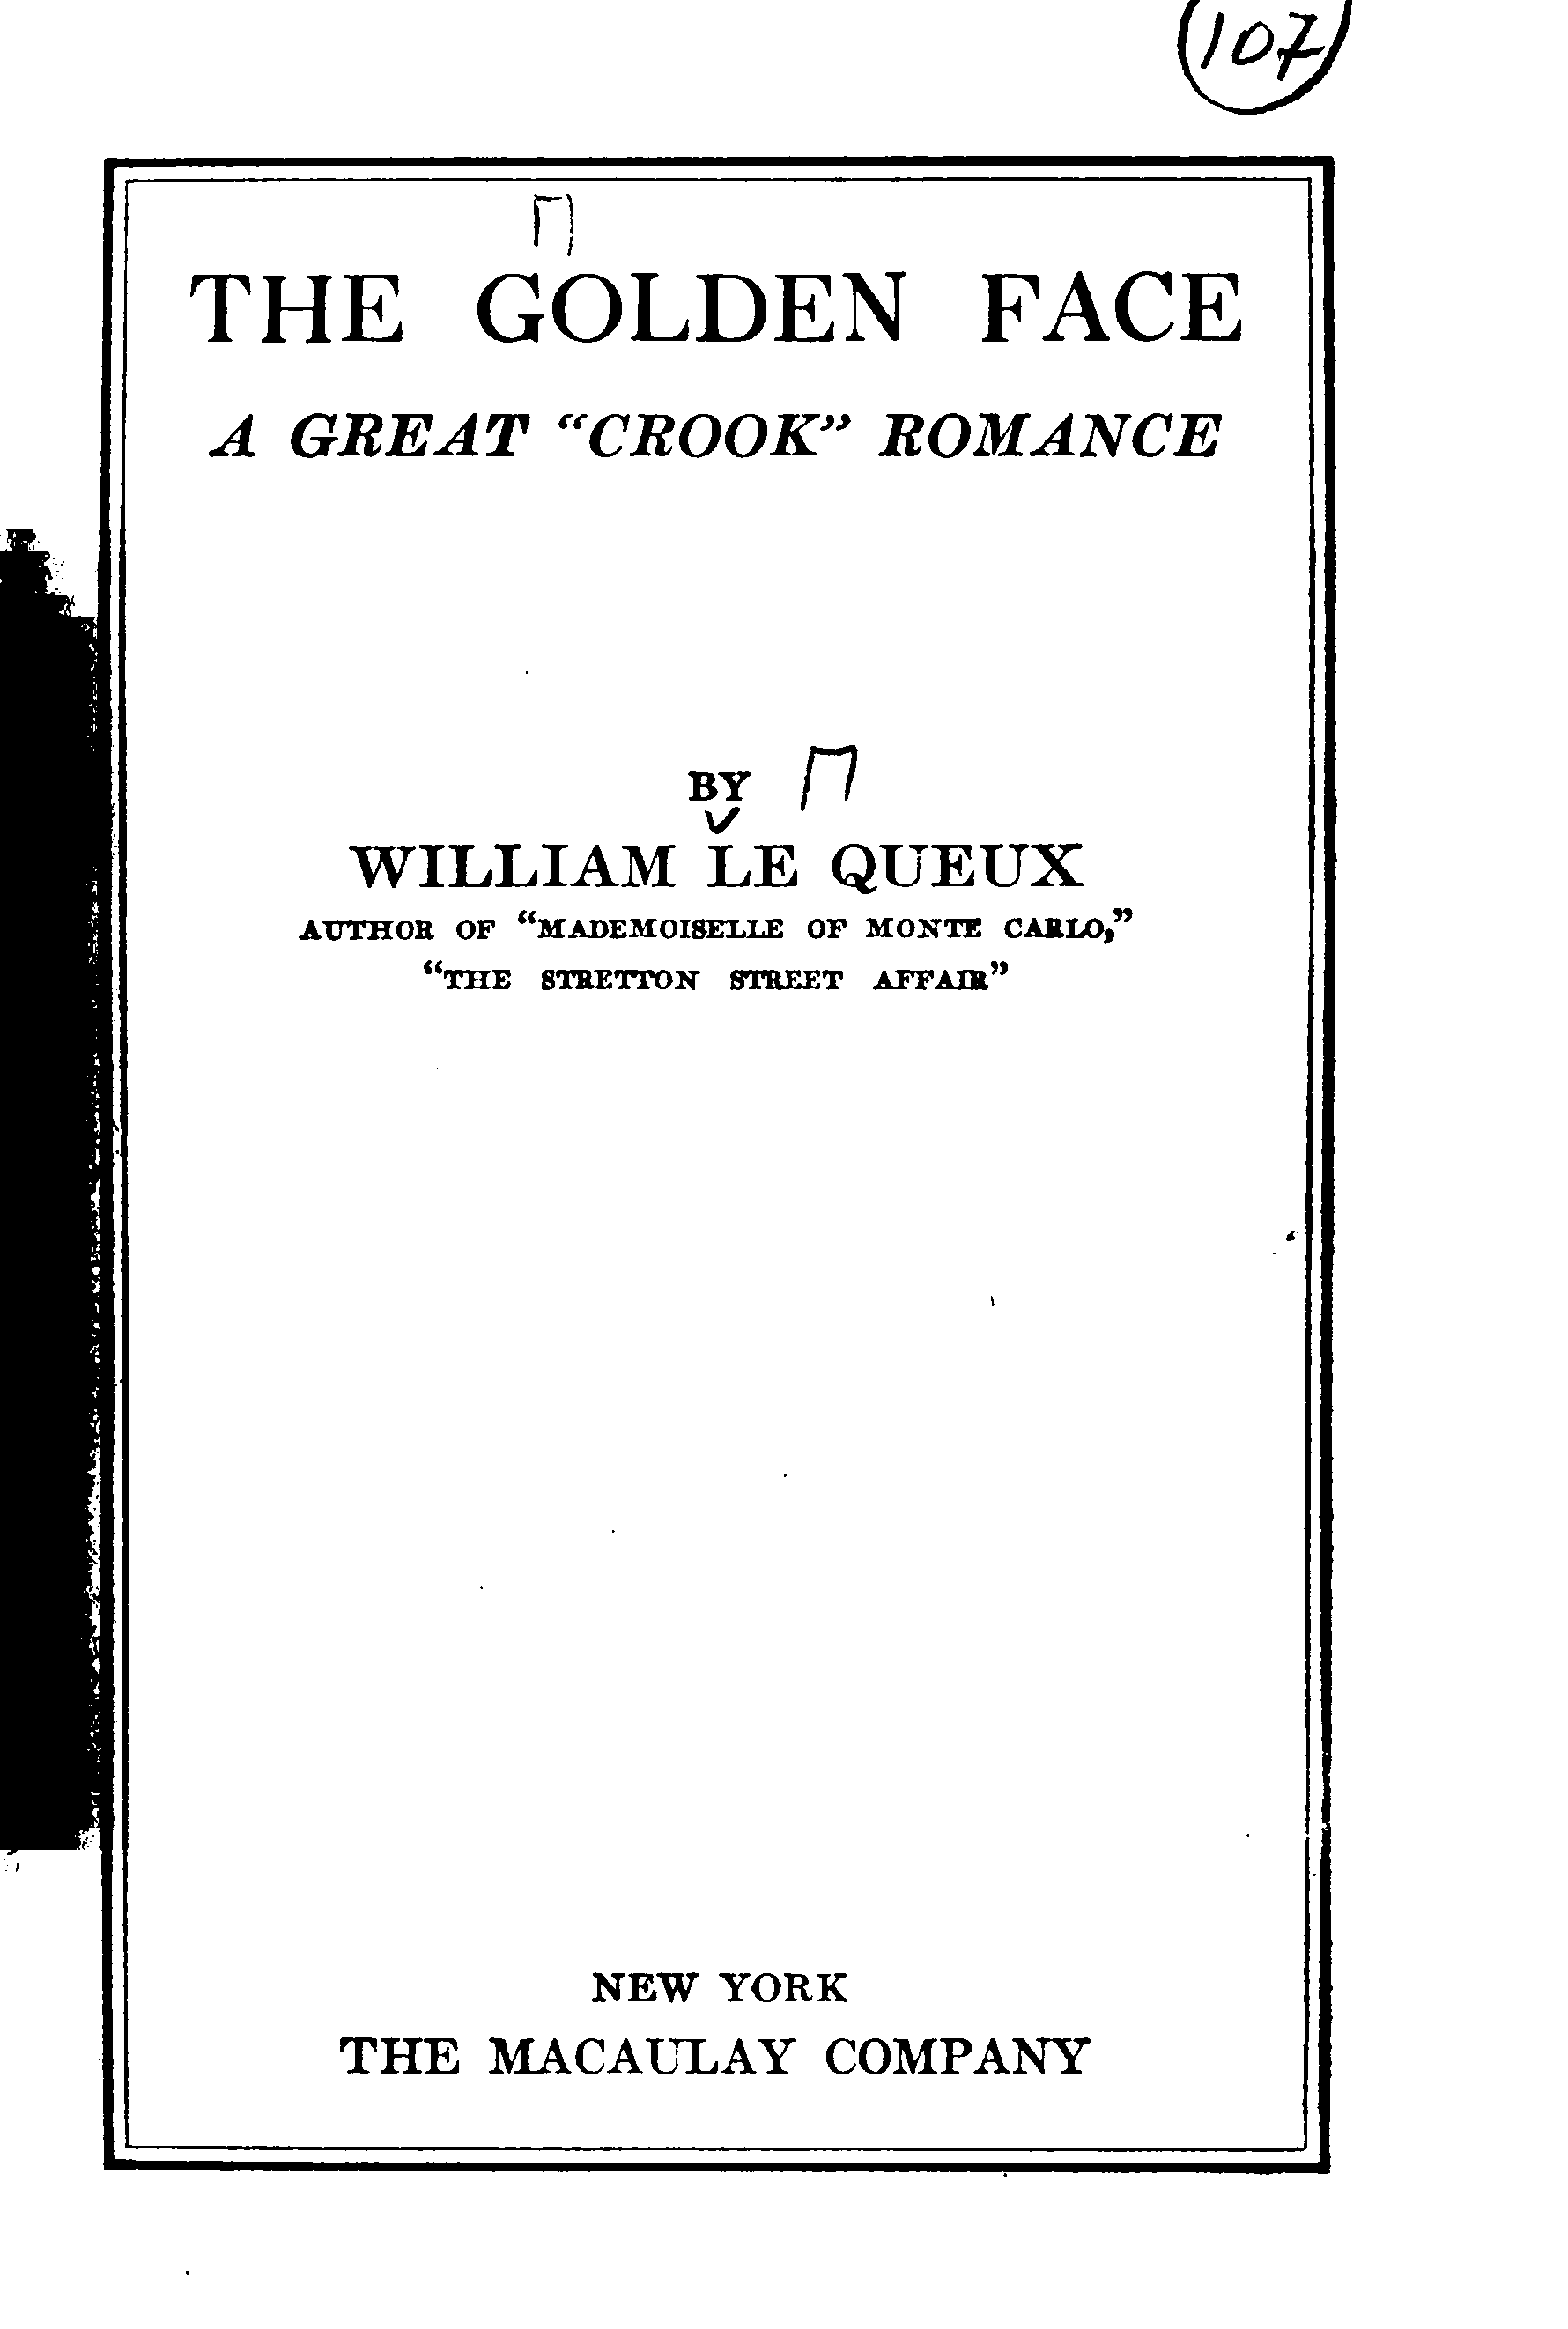 107
THE GOLDEN FACE
A GREAT “CROOK” ROMANCE
BY
WILLIAM LE QUEUX
AUTHOR OF “MADEMOISELLE OF MONTE CARLO,”
“THE STRETTON STREET AFFAIR”
NEW YORK
THE MACAULAY COMPANY